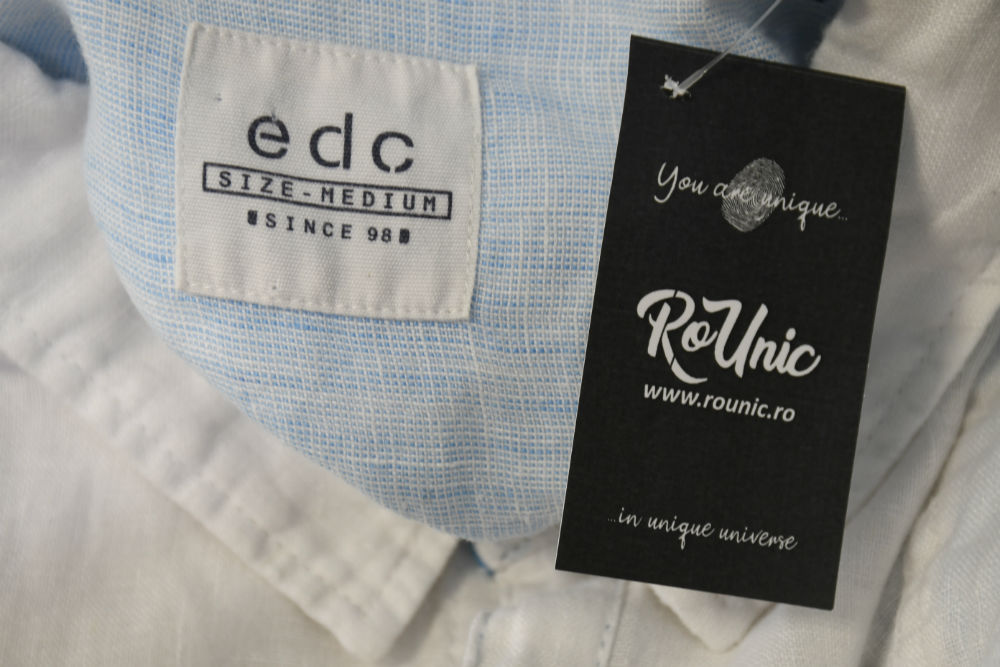 edc
SIZE-MEDIUM
SINCE 98
You are unique...
RoUnic
www.rounic.ro
...in unique universe